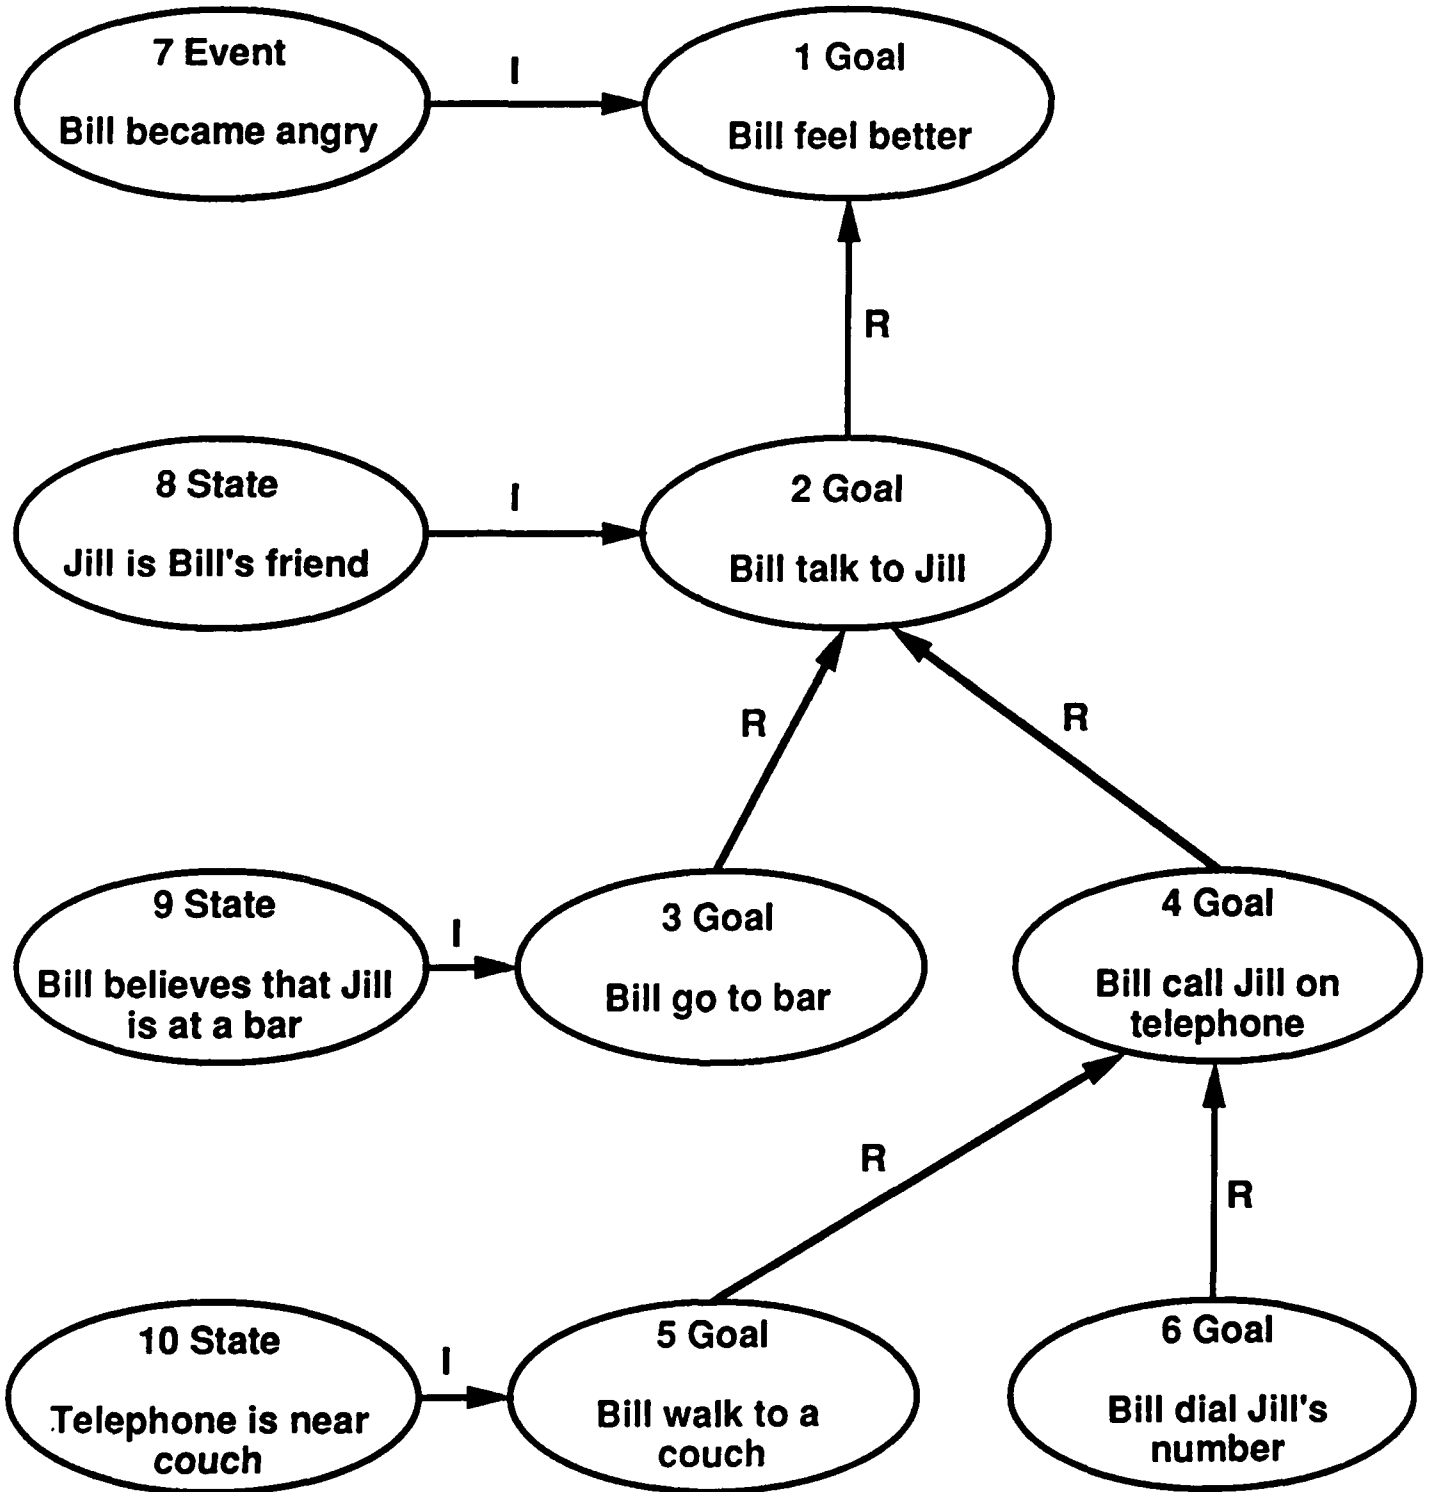 7 Event
Bill became angry
I
1 Goal
Bill feel better
R
8 State
Jill is Bill's friend
I
2 Goal
Bill talk to Jill
R
R
9 State
Bill believes that Jill
is at a bar
I
3 Goal
Bill go to bar
4 Goal
Bill call Jill on
telephone
R
R
10 State
Telephone is near
couch
I
5 Goal
Bill walk to a
couch
6 Goal
Bill dial Jill's
number